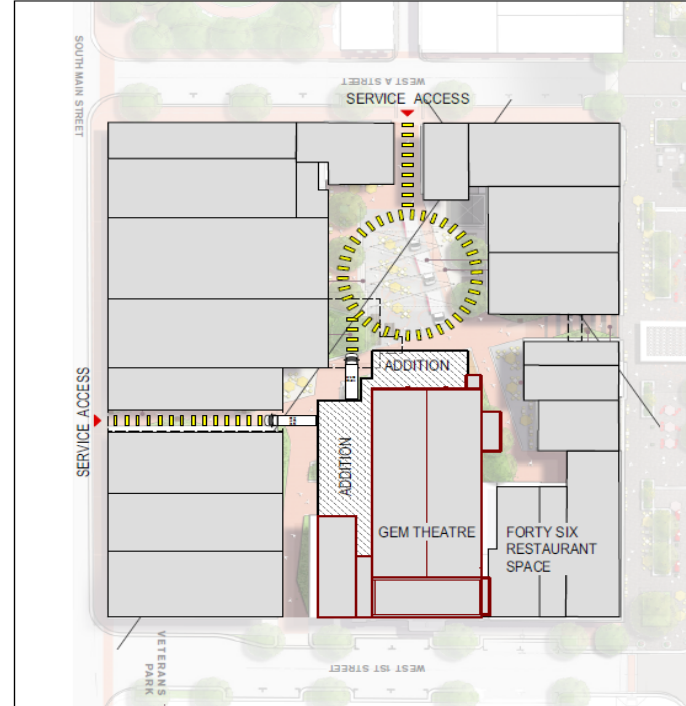 SOUTH MAIN STREET
WEST A STREET
SERVICE ACCESS
SERVICE ACCESS
ADDITION
ADDITION
GEM THEATRE
FORTY SIX
RESTAURANT
SPACE
WEST 1ST STREET
VETERANS
PARK